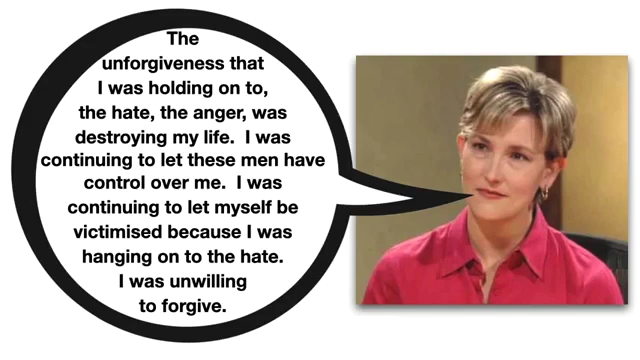 The
unforgiveness that
I was holding on to,
the hate, the anger, was
destroying my life. I was
continuing to let these men have
control over me. I was
continuing to let myself be
victimised because I was
hanging on to the hate.
I was unwilling
to forgive.